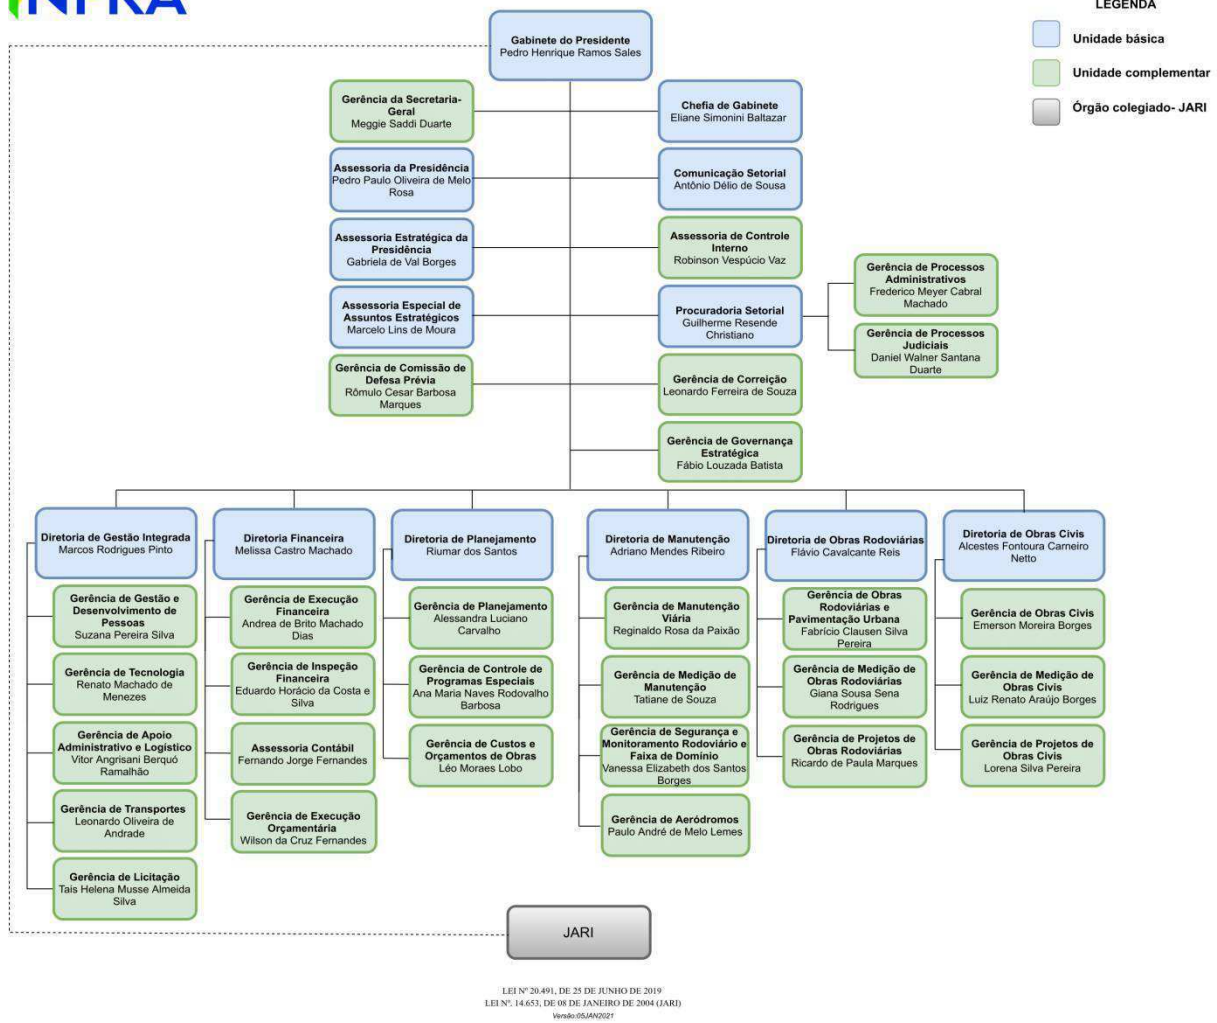 INFRA
LEGENDA
Unidade básica
Unidade complementar
Órgão colegiado- JARI
Gabinete do Presidente
Pedro Henrique Ramos Sales
Gerência da Secretaria-
Geral
Meggie Saddi Duarte
Chefia de Gabinete
Eliane Simonini Baltazar
Assessoria da Presidência
Pedro Paulo Oliveira de Melo
Rosa
Comunicação Setorial
Antônio Délio de Sousa
Assessoria Estratégica da
Presidência
Gabriela de Val Borges
Assessoria de Controle
Interno
Robinson Vespúcio Vaz
Assessoria Especial de
Assuntos Estratégicos
Marcelo Lins de Moura
Procuradoria Setorial
Guilherme Resende
Christiano
Gerência de Processos
Administrativos
Frederico Meyer Cabral
Machado
Gerência de Processos
Judiciais
Daniel Walner Santana
Duarte
Gerência de Comissão de
Defesa Prévia
Rômulo Cesar Barbosa
Marques
Gerência de Correição
Leonardo Ferreira de Souza
Gerência de Governança
Estratégica
Fábio Louzada Batista
Diretoria de Gestão Integrada
Marcos Rodrigues Pinto
Gerência de Gestão e
Desenvolvimento de
Pessoas
Suzana Pereira Silva
Gerência de Tecnologia
Renato Machado de
Menezes
Gerência de Apoio
Administrativo e Logístico
Vitor Angrisani Berquó
Ramalhão
Gerência de Transportes
Leonardo Oliveira de
Andrade
Gerência de Licitação
Tais Helena Musse Almeida
Silva
Diretoria Financeira
Melissa Castro Machado
Gerência de Execução
Financeira
Andrea de Brito Machado
Dias
Gerência de Inspeção
Financeira
Eduardo Horácio da Costa e
Silva
Assessoria Contábil
Fernando Jorge Fernandes
Gerência de Execução
Orçamentária
Wilson da Cruz Fernandes
Diretoria de Planejamento
Riumar dos Santos
Gerência de Planejamento
Alessandra Luciano
Carvalho
Gerência de Controle de
Programas Especiais
Ana Maria Naves Rodovalho
Barbosa
Gerência de Custos e
Orçamentos de Obras
Léo Moraes Lobo
Diretoria de Manutenção
Adriano Mendes Ribeiro
Gerência de Manutenção
Viária
Reginaldo Rosa da Paixão
Gerência de Medição de
Manutenção
Tatiane de Souza
Gerência de Segurança e
Monitoramento Rodoviário e
Faixa de Domínio
Vanessa Elizabeth dos Santos
Borges
Gerência de Aeródromos
Paulo André de Melo Lemes
Diretoria de Obras Rodoviárias
Flávio Cavalcante Reis
Gerência de Obras
Rodoviárias e
Pavimentação Urbana
Fabrício Clausen Silva
Pereira
Gerência de Medição de
Obras Rodoviárias
Giana Sousa Sena
Rodrigues
Gerência de Projetos de
Obras Rodoviárias
Ricardo de Paula Marques
Diretoria de Obras Civis
Alcestes Fontoura Carneiro
Netto
Gerência de Obras Civis
Emerson Moreira Borges
Gerência de Medição de
Obras Civis
Luiz Renato Araújo Borges
Gerência de Projetos de
Obras Civis
Lorena Silva Pereira
JARI
LEI Nº 20.491, DE 25 DE JUNHO DE 2019
LEI Nº. 14.653, DE 08 DE JANEIRO DE 2004 (JARI)
Versão:05JAN2021